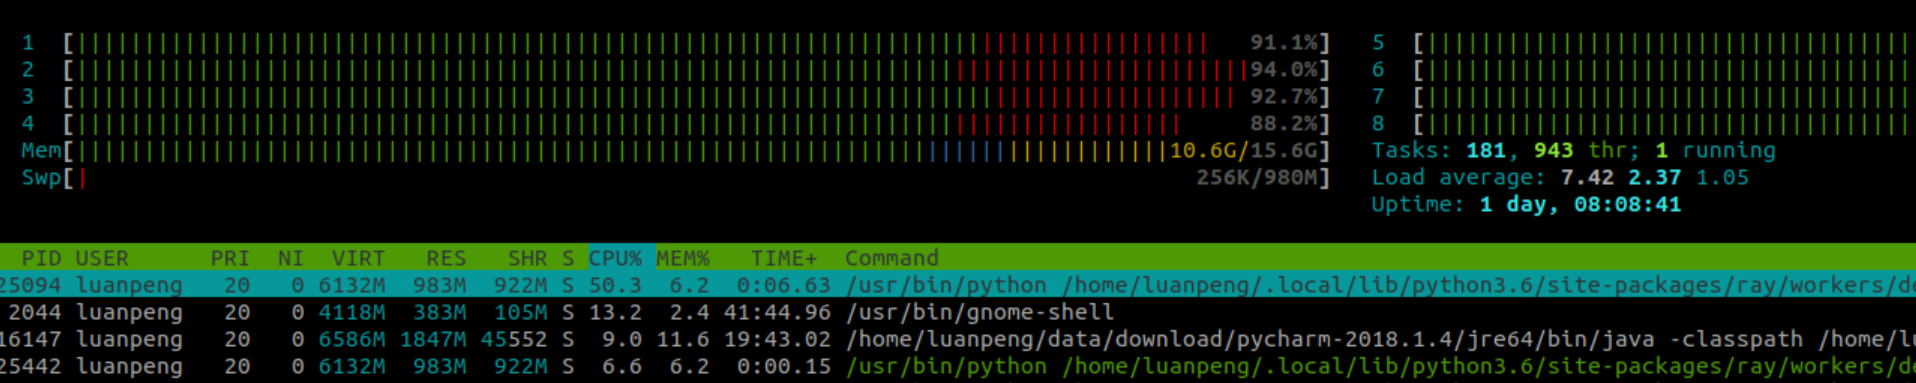 1 [ 91.1%] 5 [
2 [ 94.0%] 6 [
3 [ 92.7%] 7 [
4 [ 88.2%] 8 [
Mem[ 10.6G/15.6G] Tasks: 181, 943 thr; 1 running
Swp[ 256K/980M] Load average: 7.42 2.37 1.05
Uptime: 1 day, 08:08:41
PID USER PRI NI VIRT RES SHR S CPU% MEM% TIME+ Command
25094 luanpeng 20 0 6132M 983M 922M S 50.3 6.2 0:06.63 /usr/bin/python /home/luanpeng/.local/lib/python3.6/site-packages/ray/workers/de
2044 luanpeng 20 0 4118M 383M 105M S 13.2 2.4 41:44.96 /usr/bin/gnome-shell
16147 luanpeng 20 0 6586M 1847M 45552 S 9.0 11.6 19:43.02 /home/luanpeng/data/download/pycharm-2018.1.4/jre64/bin/java -classpath /home/lu
25442 luanpeng 20 0 6132M 983M 922M S 6.6 6.2 0:00.15 /usr/bin/python /home/luanpeng/.local/lib/python3.6/site-packages/ray/workers/de